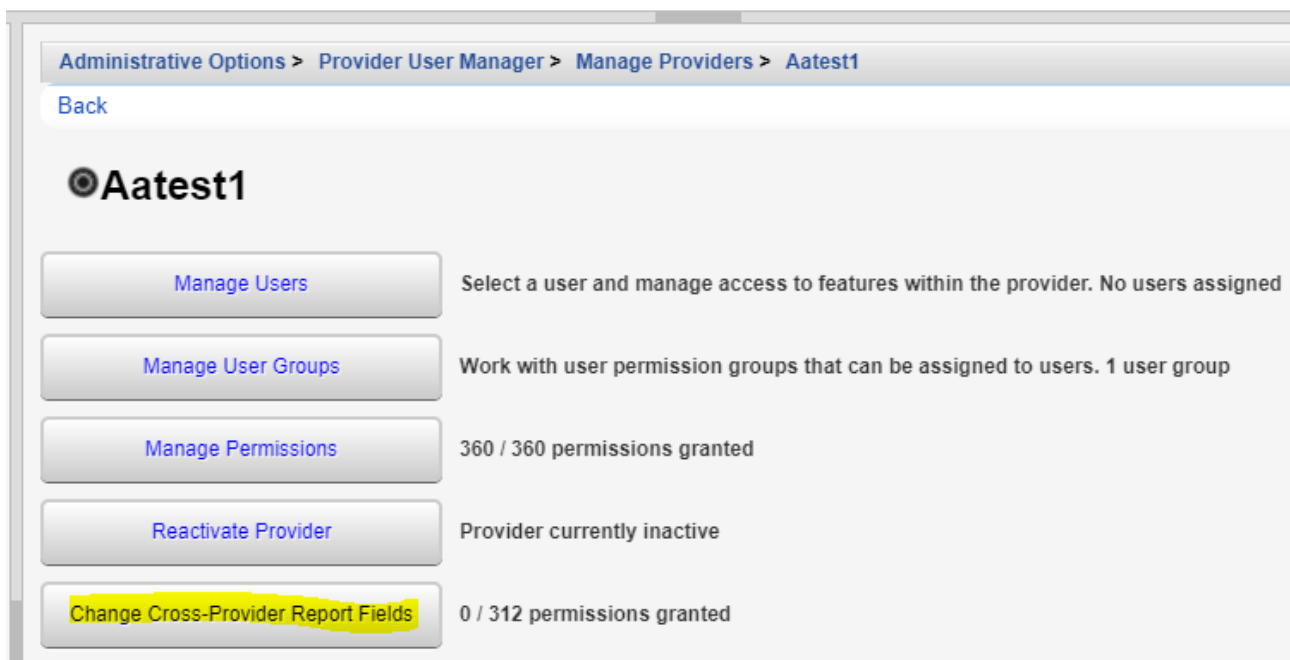 Administrative Options > Provider User Manager > Manage Providers > Aatest1
Back
Aatest1
Manage Users Select a user and manage access to features within the provider. No users assigned
Manage User Groups Work with user permission groups that can be assigned to users. 1 user group
Manage Permissions 360 / 360 permissions granted
Reactivate Provider Provider currently inactive
Change Cross-Provider Report Fields 0 / 312 permissions granted